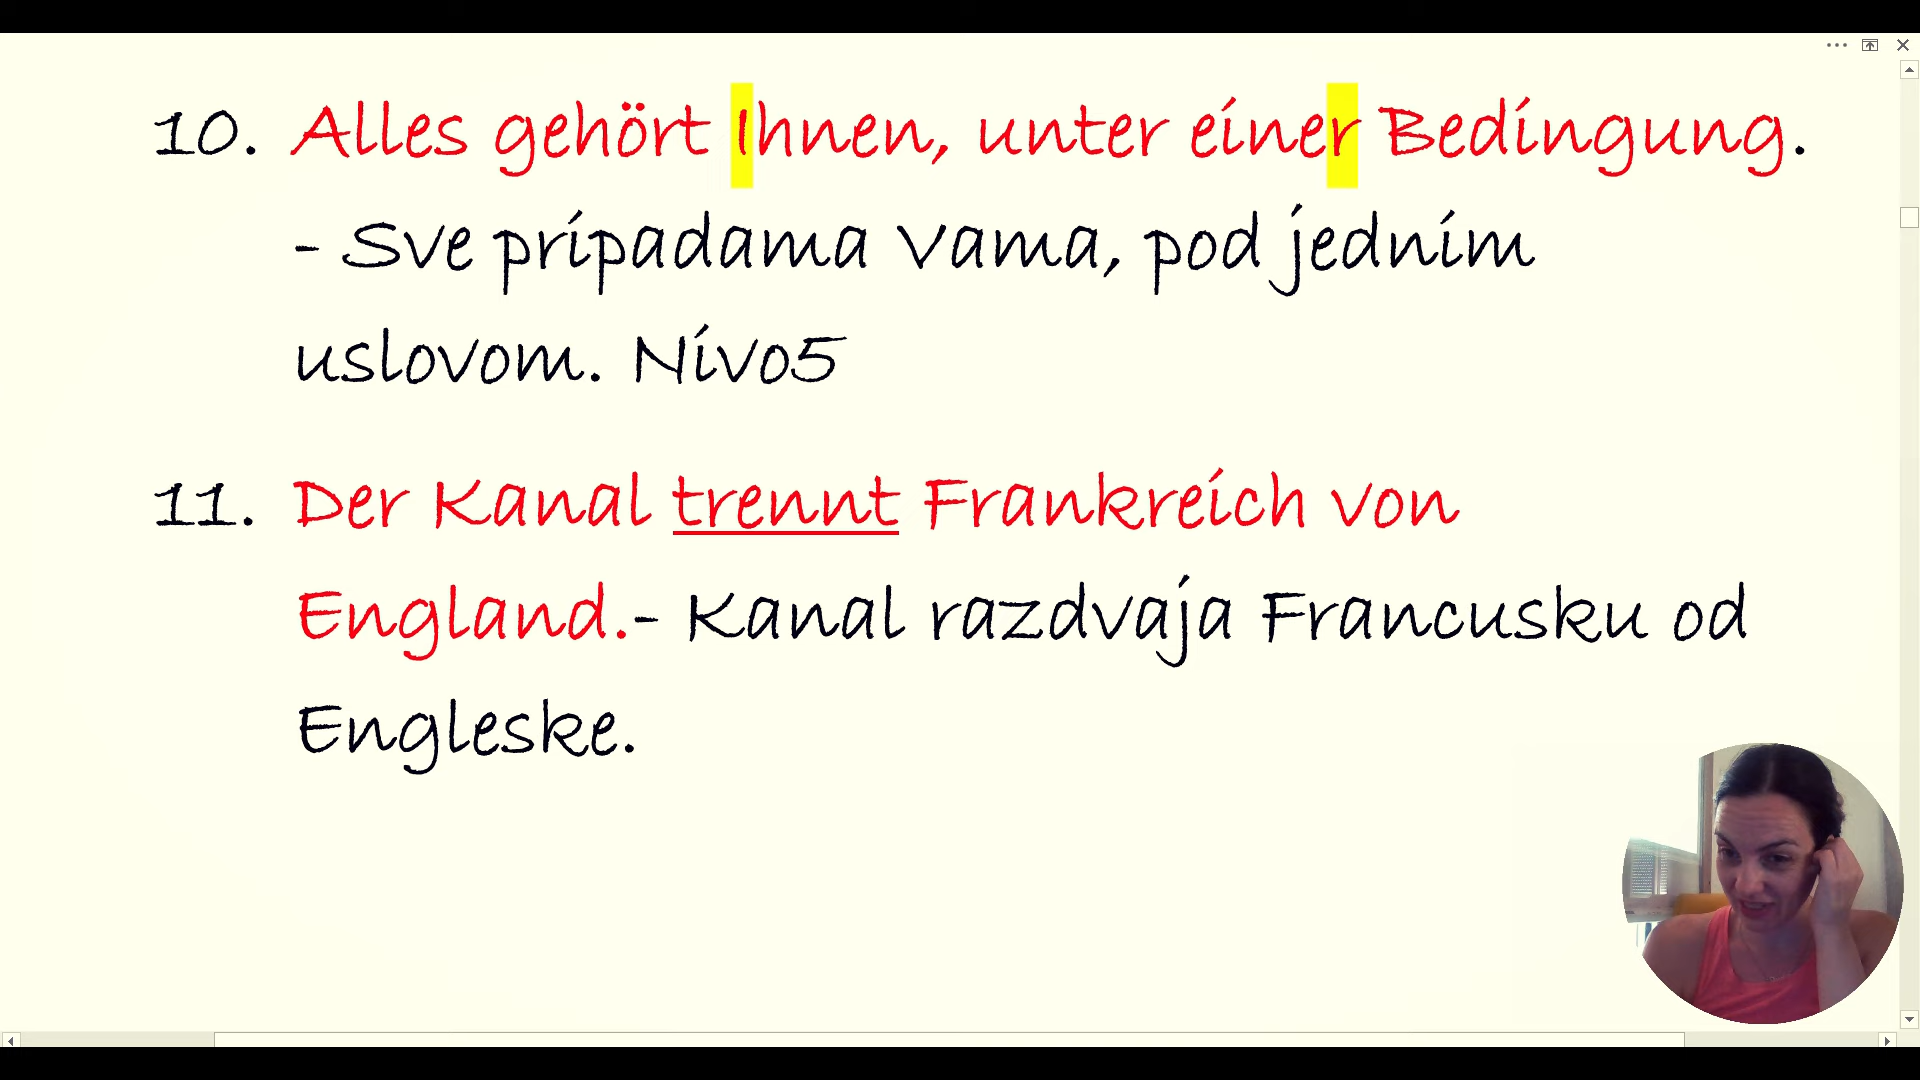 10. Alles gehört Ihnen, unter einer Bedingung.
- Sve pripadama Vama, pod jednim
uslovom. Nivo5
11. Der Kanal trennt Frankreich von
England.- Kanal razdvaja Francusku od
Engleske.